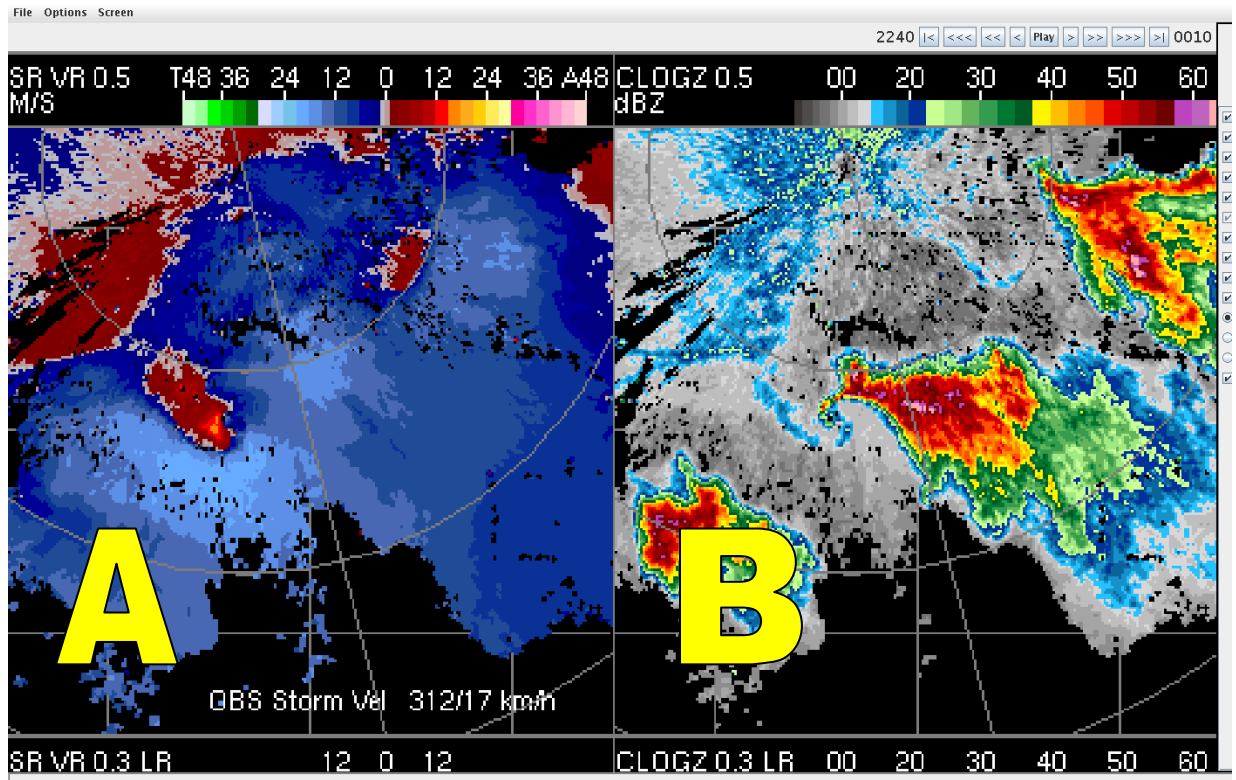 File Options Screen
2240 |< <<< << < Play > >> >>> >| 0010
SR VR 0.5 T48 36 24 12 0 12 24 36 A48
M/S
CLOGZ 0.5 00 20 30 40 50 60
dBZ
A
B
OBS Storm Vel 312/17 km/h
SR VR 0.3 LR 12 0 12
CLOGZ 0.3 LR 00 20 30 40 50 60